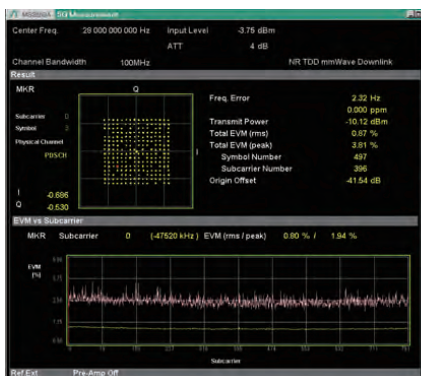 MS2850A 5G Measurement
Center Freq. 28 000 000 000 Hz Input Level -3.75 dBm
ATT 4 dB
Channel Bandwidth 100MHz NR TDD mmWave Downlink
Result
MKR Q
Freq. Error 2.32 Hz
0.000 ppm
Subcarrier 0
Transmit Power -10.12 dBm
Symbol 3
Total EVM (rms) 0.87 %
Physical Channel
Total EVM (peak) 3.81 %
PDSCH I
Symbol Number 497
Subcarrier Number 396
Origin Offset -41.54 dB
I -0.696
Q -0.530
EVM vs Subcarrier
MKR Subcarrier 0 (-47520 kHz) EVM (rms / peak) 0.80 % / 1.94 %
EVM
[%]
0
Subcarrier
Ref.Ext Pre-Amp Off